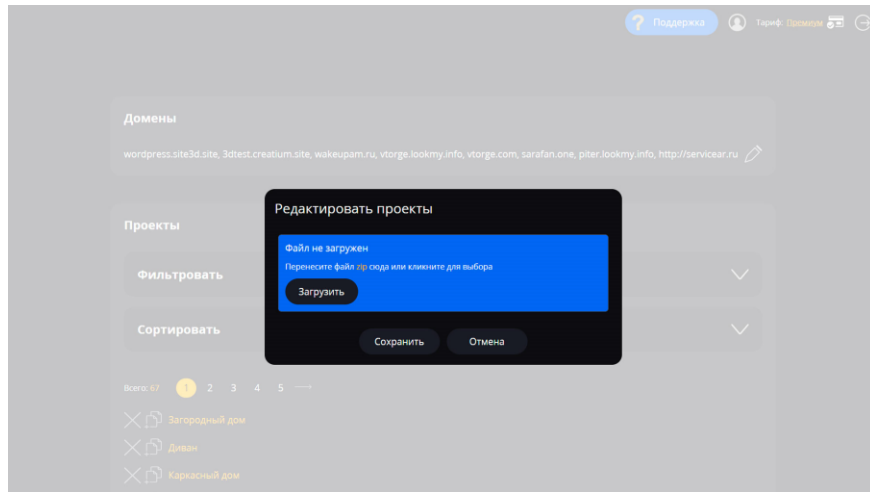 ? Поддержка Тариф: Премиум
Домены
wordpress.site3d.site, 3dtest.creatium.site, wakeupam.ru, vtorge.lookmy.info, vtorge.com, sarafan.one, piter.lookmy.info, http://servicear.ru
Редактировать проекты
Проекты
Файл не загружен
Перенесите файл zip сюда или кликните для выбора
Фильтровать
Загрузить
Сортировать
Сохранить Отмена
Всего: 67 1 2 3 4 5
Загородный дом
Диван
Каркасный дом